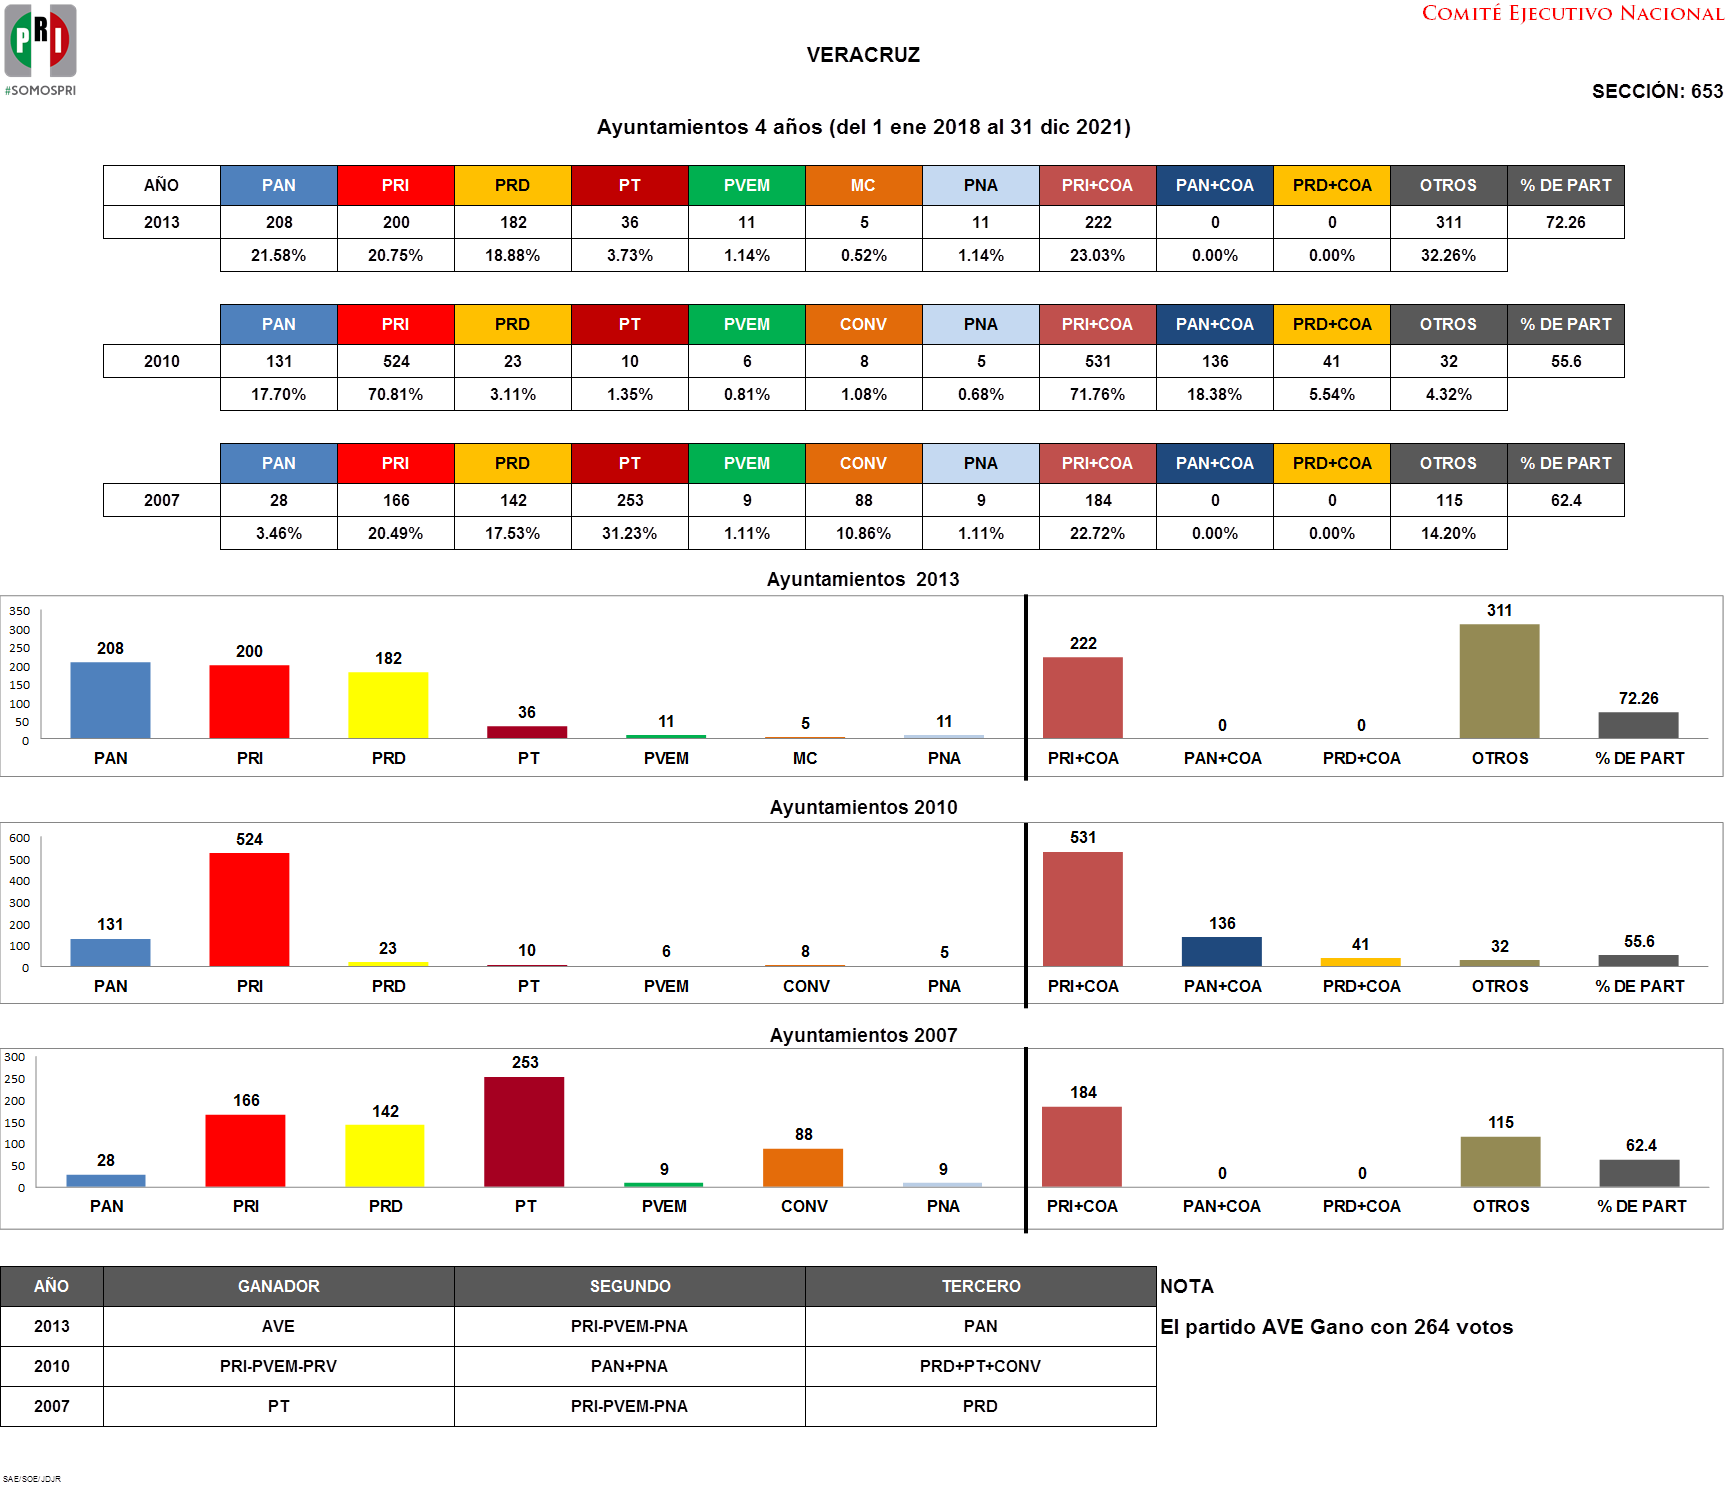 COMITÉ EJECUTIVO NACIONAL
PRI
#SOMOSPRI
VERACRUZ
SECCIÓN: 653
Ayuntamientos 4 años (del 1 ene 2018 al 31 dic 2021)
AÑO PAN PRI PRD PT PVEM MC PNA PRI+COA PAN+COA PRD+COA OTROS % DE PART
2013 208 200 182 36 11 5 11 222 0 0 311 72.26
21.58% 20.75% 18.88% 3.73% 1.14% 0.52% 1.14% 23.03% 0.00% 0.00% 32.26%
PAN PRI PRD PT PVEM CONV PNA PRI+COA PAN+COA PRD+COA OTROS % DE PART
2010 131 524 23 10 6 8 5 531 136 41 32 55.6
17.70% 70.81% 3.11% 1.35% 0.81% 1.08% 0.68% 71.76% 18.38% 5.54% 4.32%
PAN PRI PRD PT PVEM CONV PNA PRI+COA PAN+COA PRD+COA OTROS % DE PART
2007 28 166 142 253 9 88 9 184 0 0 115 62.4
3.46% 20.49% 17.53% 31.23% 1.11% 10.86% 1.11% 22.72% 0.00% 0.00% 14.20%
Ayuntamientos 2013
350
300
250
200
150
100
50
0
208 200 182 36 11 5 11 222 0 0 311 72.26
PAN PRI PRD PT PVEM MC PNA PRI+COA PAN+COA PRD+COA OTROS % DE PART
Ayuntamientos 2010
600
500
400
300
200
100
0
131 524 23 10 6 8 5 531 136 41 32 55.6
PAN PRI PRD PT PVEM CONV PNA PRI+COA PAN+COA PRD+COA OTROS % DE PART
Ayuntamientos 2007
300
250
200
150
100
50
0
28 166 142 253 9 88 9 184 0 0 115 62.4
PAN PRI PRD PT PVEM CONV PNA PRI+COA PAN+COA PRD+COA OTROS % DE PART
AÑO GANADOR SEGUNDO TERCERO NOTA
2013 AVE PRI-PVEM-PNA PAN El partido AVE Gano con 264 votos
2010 PRI-PVEM-PRV PAN+PNA PRD+PT+CONV
2007 PT PRI-PVEM-PNA PRD
SAE/SOE/JDJR